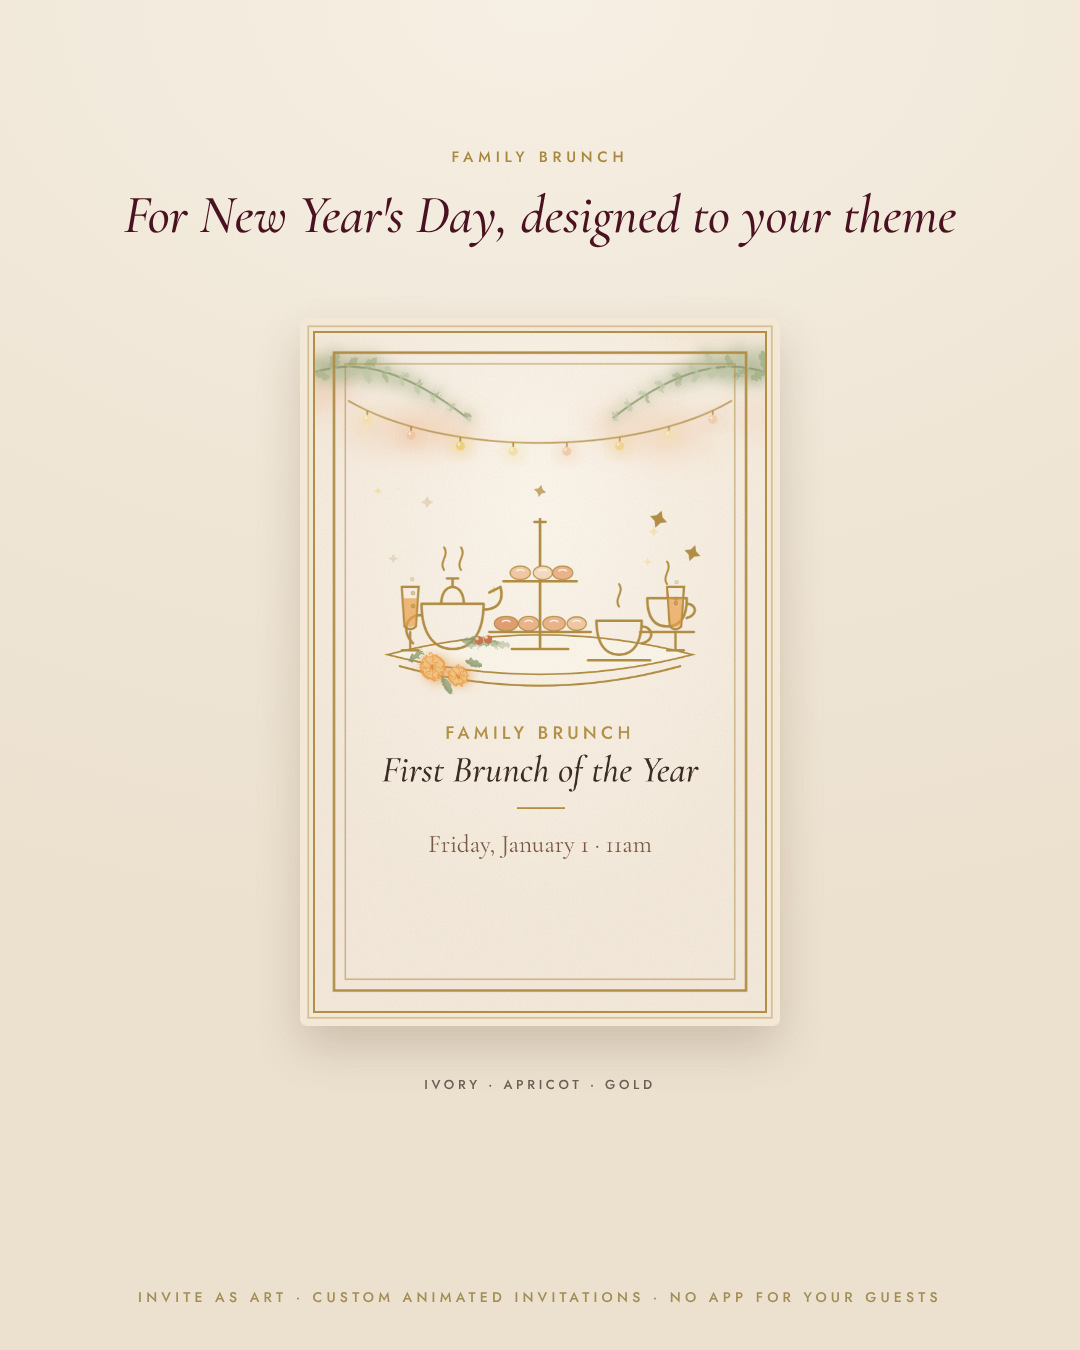 FAMILY BRUNCH
For New Year's Day, designed to your theme
FAMILY BRUNCH
First Brunch of the Year
Friday, January 1 · 11am
IVORY · APRICOT · GOLD
INVITE AS ART · CUSTOM ANIMATED INVITATIONS · NO APP FOR YOUR GUESTS